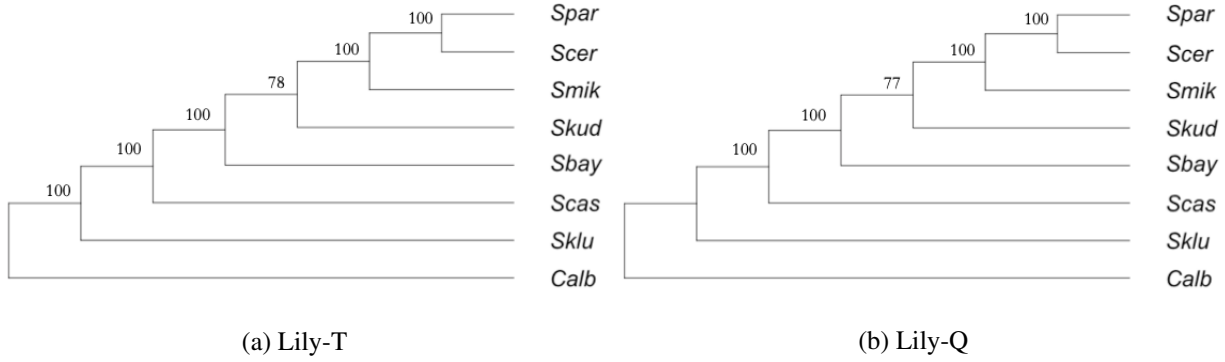 100 Spar 100 Spar
100 Scer 100 Scer
78 Smik 77 Smik
100 Skud 100 Skud
100 Sbay 100 Sbay
100 Scas Scas
Sklu Sklu
Calb Calb
(a) Lily-T (b) Lily-Q